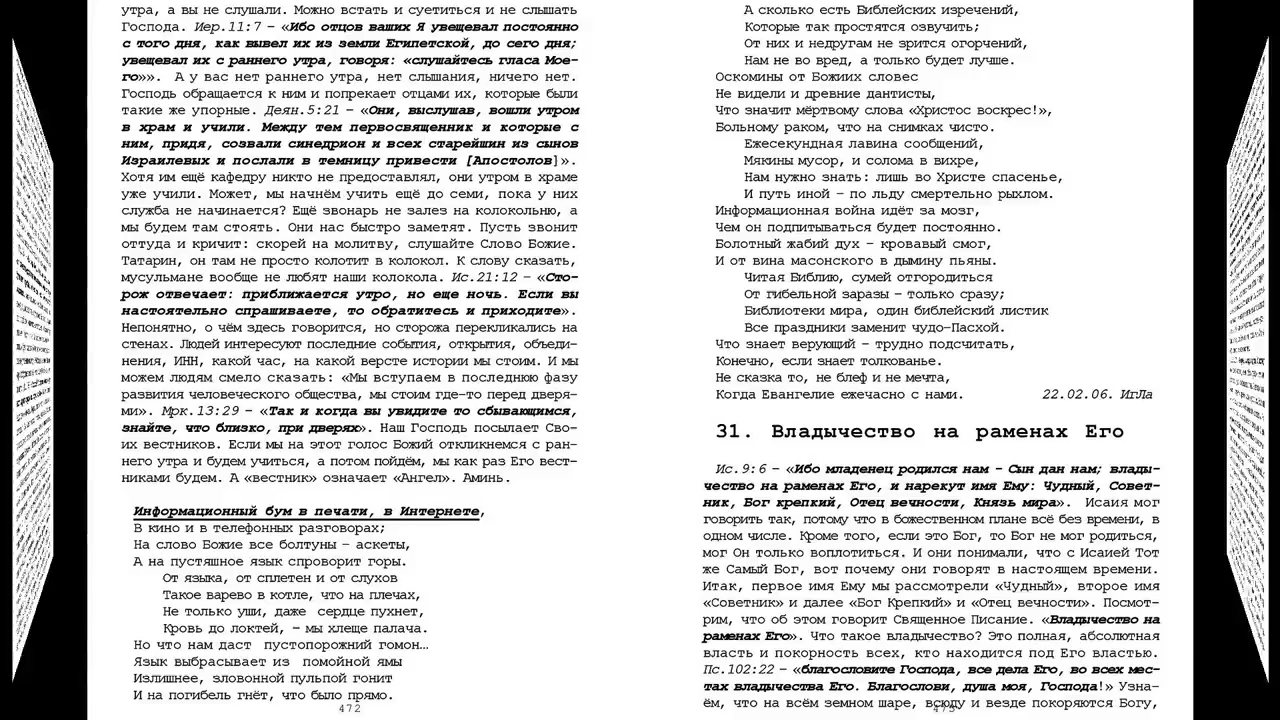 утра, а вы не слушали. Можно встать и суетиться и не слышать
Господа. Иер.11:7 – «Ибо отцов ваших Я увещевал постоянно
с того дня, как вывел их из земли Египетской, до сего дня;
увещевал их с раннего утра, говоря: «слушайтесь гласа Мое-
го»». А у вас нет раннего утра, нет слышания, ничего нет.
Господь обращается к ним и попрекает отцами их, которые были
такие же упорные. Деян.5:21 – «Они, выслушав, вошли утром
в храм и учили. Между тем первосвященник и которые с
ним, придя, созвали синедрион и всех старейшин из сынов
Израилевых и послали в темницу привести [Апостолов]».
Хотя им ещё кафедру никто не предоставлял, они утром в храме
уже учили. Может, мы начнём учить ещё до семи, пока у них
служба не начинается? Ещё звонарь не залез на колокольню, а
мы будем там стоять. Они нас быстро заметят. Пусть звонит
оттуда и кричит: скорей на молитву, слушайте Слово Божие.
Татарин, он там не просто колотит в колокол. К слову сказать,
мусульмане вообще не любят наши колокола. Ис.21:12 – «Сто-
рож отвечает: приближается утро, но еще ночь. Если вы
настоятельно спрашиваете, то обратитесь и приходите».
Непонятно, о чём здесь говорится, но сторожа перекликались на
стенах. Людей интересуют последние события, открытия, объеди-
нения, ИНН, какой час, на какой версте истории мы стоим. И мы
можем людям смело сказать: «Мы вступаем в последнюю фазу
развития человеческого общества, мы стоим где-то перед дверя-
ми». Мрк.13:29 – «Так и когда вы увидите то сбывающимся,
знайте, что близко, при дверях». Наш Господь посылает Сво-
их вестников. Если мы на этот голос Божий откликнемся с ран-
него утра и будем учиться, а потом пойдём, мы как раз Его вест-
никами будем. А «вестник» означает «Ангел». Аминь.
Информационный бум в печати, в Интернете,
В кино и в телефонных разговорах;
На слово Божие все болтуны – аскеты,
А на пустяшное язык спроворит горы.
От языка, от сплетен и от слухов
Такое варево в котле, что на плечах,
Не только уши, даже сердце пухнет,
Кровь до локтей, – мы хлеще палача.
Но что нам даст пустопорожний гомон…
Язык выбрасывает из помойной ямы
Излишнее, зловонной пульпой гонит
И на погибель гнёт, что было прямо.
472
А сколько есть Библейских изречений,
Которые так простятся озвучить;
От них и недругам не зрится огорчений,
Нам не во вред, а только будет лучше.
Оскомины от Божиих словес
Не видели и древние дантисты,
Что значит мёртвому слова «Христос воскрес!»,
Больному раком, что на снимках чисто.
Ежесекундная лавина сообщений,
Мякины мусор, и солома в вихре,
Нам нужно знать: лишь во Христе спасенье,
И путь иной – по льду смертельно рыхлом.
Информационная война идёт за мозг,
Чем он подпитываться будет постоянно.
Болотный жабий дух – кровавый смог,
И от вина масонского в дымину пьяны.
Читая Библию, сумей отгородиться
От гибельной заразы – только сразу;
Библиотеки мира, один библейский листик
Все праздники заменит чудо-Пасхой.
Что знает верующий – трудно подсчитать,
Конечно, если знает толкованье.
Не сказка то, не блеф и не мечта,
Когда Евангелие ежечасно с нами. 22.02.06. ИгЛа
31. Владычество на раменах Его
Ис.9:6 – «Ибо младенец родился нам – Сын дан нам; влады-
чество на раменах Его, и нарекут имя Ему: Чудный, Совет-
ник, Бог крепкий, Отец вечности, Князь мира». Исаия мог
говорить так, потому что в божественном плане всё без времени, в
одном числе. Кроме того, если это Бог, то Бог не мог родиться,
мог Он только воплотиться. И они понимали, что с Исаией Тот
же Самый Бог, вот почему они говорят в настоящем времени.
Итак, первое имя Ему мы рассмотрели «Чудный», второе имя
«Советник» и далее «Бог Крепкий» и «Отец вечности». Посмот-
рим, что об этом говорит Священное Писание. «Владычество на
раменах Его». Что такое владычество? Это полная, абсолютная
власть и покорность всех, кто находится под Его властью.
Пс.102:22 – «благословите Господа, все дела Его, во всех мес-
тах владычества Его. Благослови, душа моя, Господа!» Узна-
ём, что на всём земном шаре, всюду и везде покоряются Богу,
473